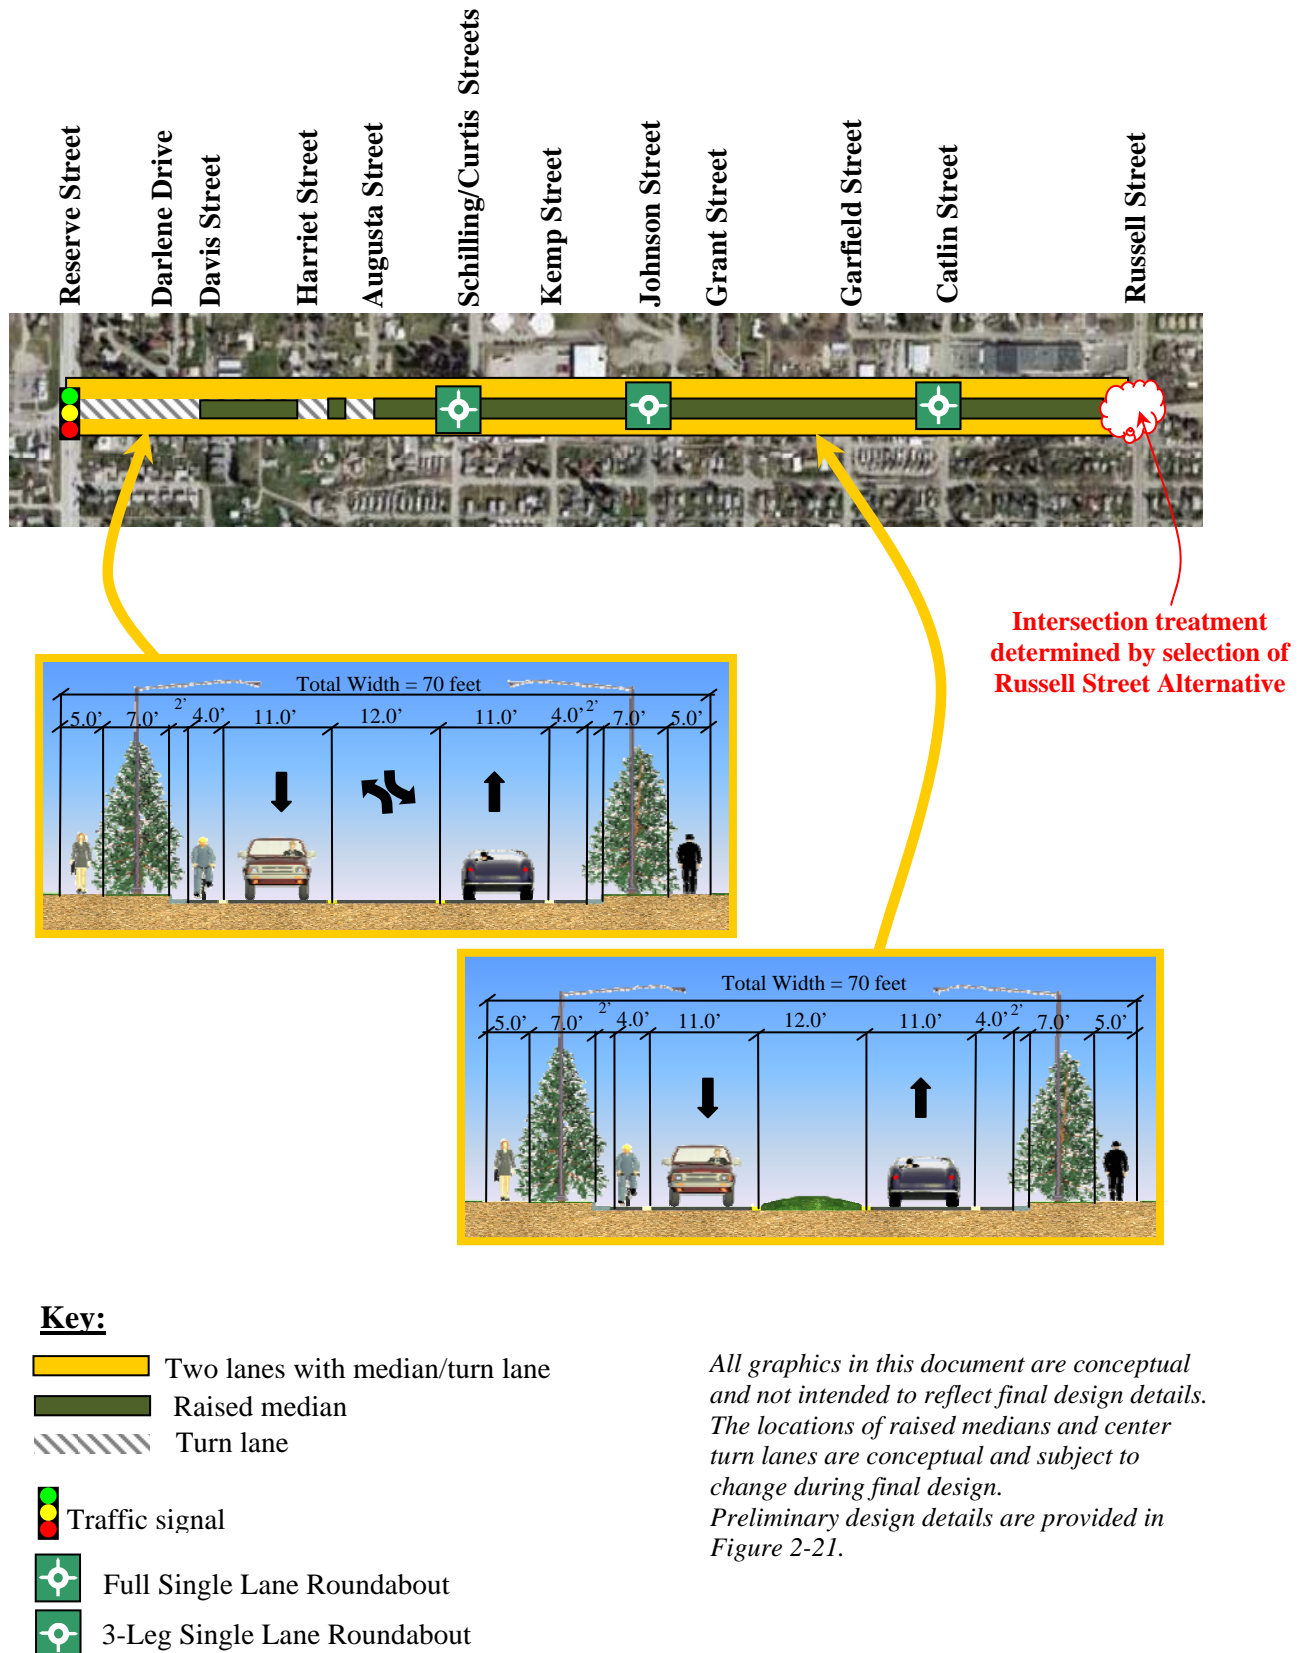 Reserve Street
Darlene Drive
Davis Street
Harriet Street
Augusta Street
Schilling/Curtis Streets
Kemp Street
Johnson Street
Grant Street
Garfield Street
Catlin Street
Russell Street
Intersection treatment
determined by selection of
Russell Street Alternative
Total Width = 70 feet
5.0’ 7.0’ 2’ 4.0’ 11.0’ 12.0’ 11.0’ 4.0’ 2’ 7.0’ 5.0’
Total Width = 70 feet
5.0’ 7.0’ 2’ 4.0’ 11.0’ 12.0’ 11.0’ 4.0’ 2’ 7.0’ 5.0’
Key:
Two lanes with median/turn lane
Raised median
Turn lane
Traffic signal
Full Single Lane Roundabout
3-Leg Single Lane Roundabout
All graphics in this document are conceptual
and not intended to reflect final design details.
The locations of raised medians and center
turn lanes are conceptual and subject to
change during final design.
Preliminary design details are provided in
Figure 2-21.